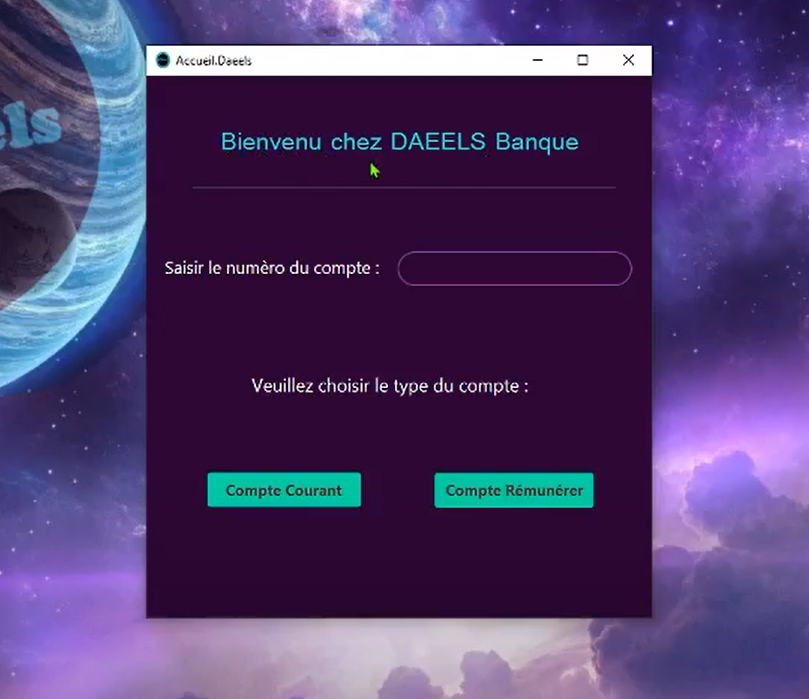 els
Accueil.Daeels
Bienvenu chez DAEELS Banque
Saisir le numèro du compte :
Veuillez choisir le type du compte :
Compte Courant
Compte Rémunérer